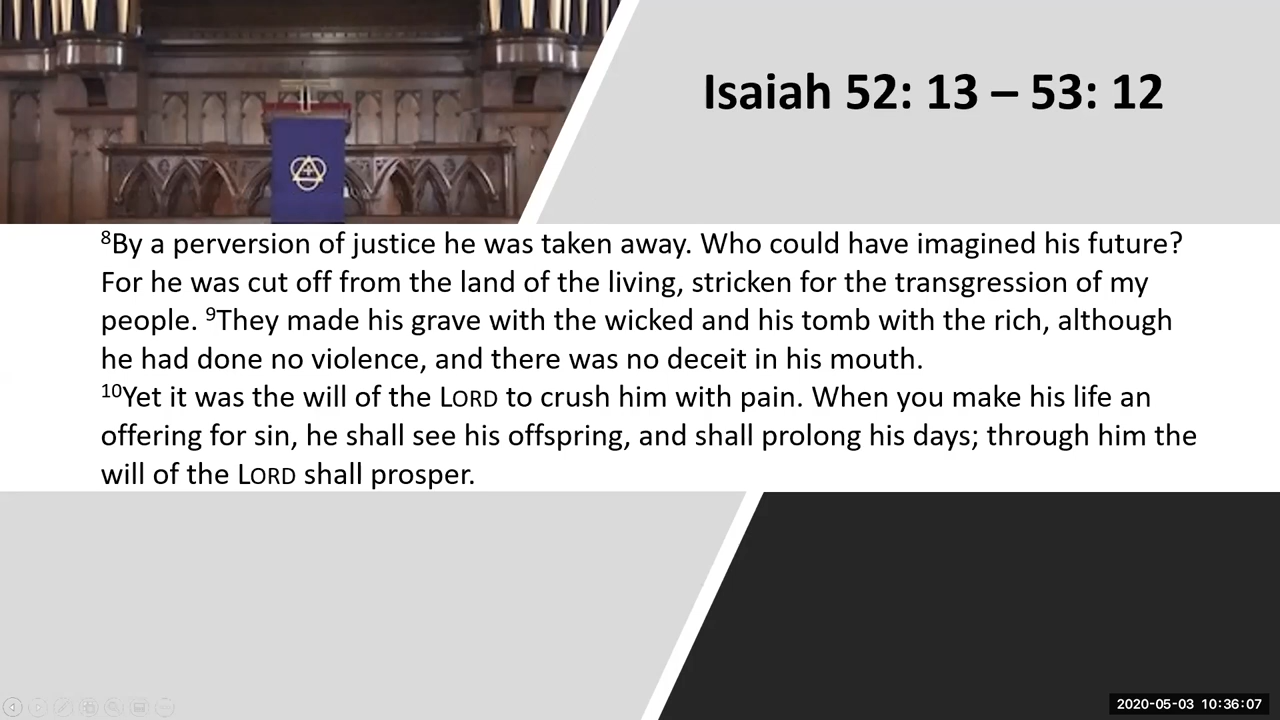 Isaiah 52: 13 – 53: 12
⁸By a perversion of justice he was taken away. Who could have imagined his future?
For he was cut off from the land of the living, stricken for the transgression of my
people. ⁹They made his grave with the wicked and his tomb with the rich, although
he had done no violence, and there was no deceit in his mouth.
¹⁰Yet it was the will of the LORD to crush him with pain. When you make his life an
offering for sin, he shall see his offspring, and shall prolong his days; through him the
will of the LORD shall prosper.
2020-05-03 10:36:07